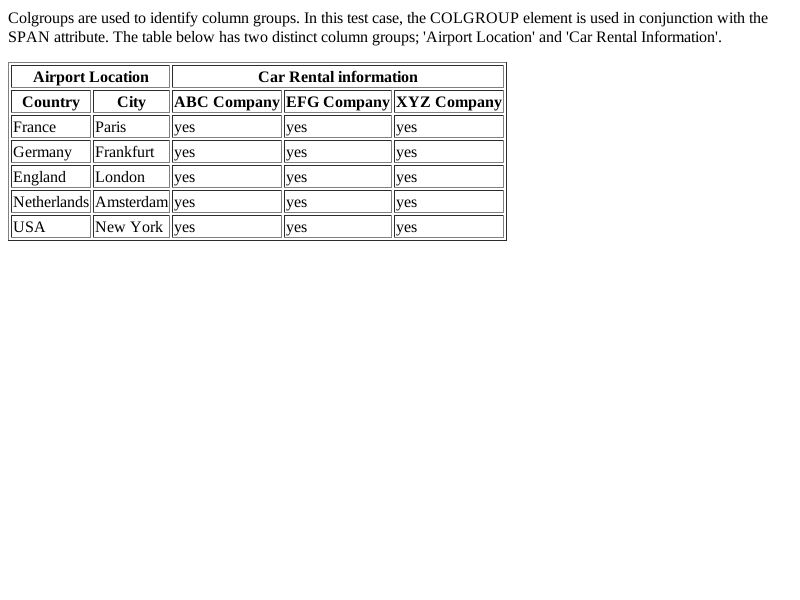 Colgroups are used to identify column groups. In this test case, the COLGROUP element is used in conjunction with the
SPAN attribute. The table below has two distinct column groups; 'Airport Location' and 'Car Rental Information'.
Airport Location Car Rental information
Country City ABC Company EFG Company XYZ Company
France Paris yes yes yes
Germany Frankfurt yes yes yes
England London yes yes yes
Netherlands Amsterdam yes yes yes
USA New York yes yes yes